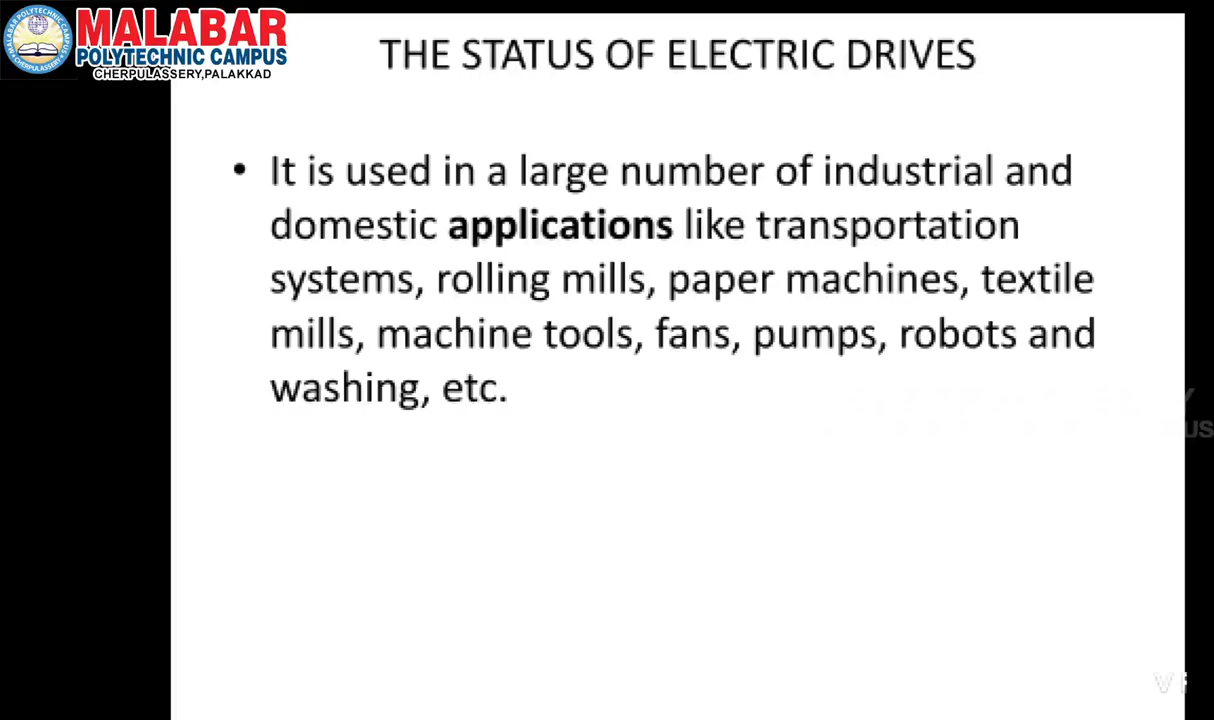 MALABAR
POLYTECHNIC CAMPUS
CHERPULASSERY,PALAKKAD
THE STATUS OF ELECTRIC DRIVES
• It is used in a large number of industrial and
domestic applications like transportation
systems, rolling mills, paper machines, textile
mills, machine tools, fans, pumps, robots and
washing, etc.